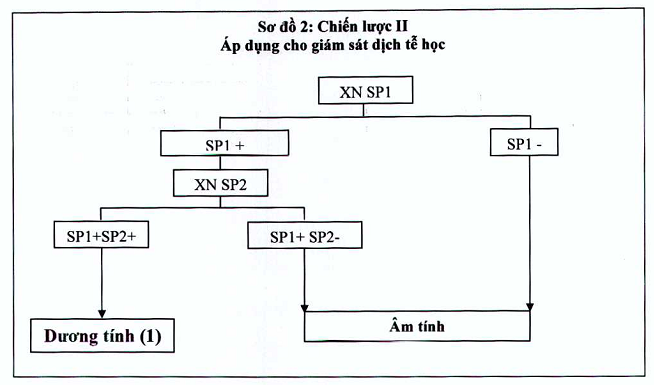 Sơ đồ 2: Chiến lược II
Áp dụng cho giám sát dịch tễ học
XN SP1
SP1 +
SP1 -
XN SP2
SP1+SP2+
SP1+ SP2-
Dương tính (1)
Âm tính